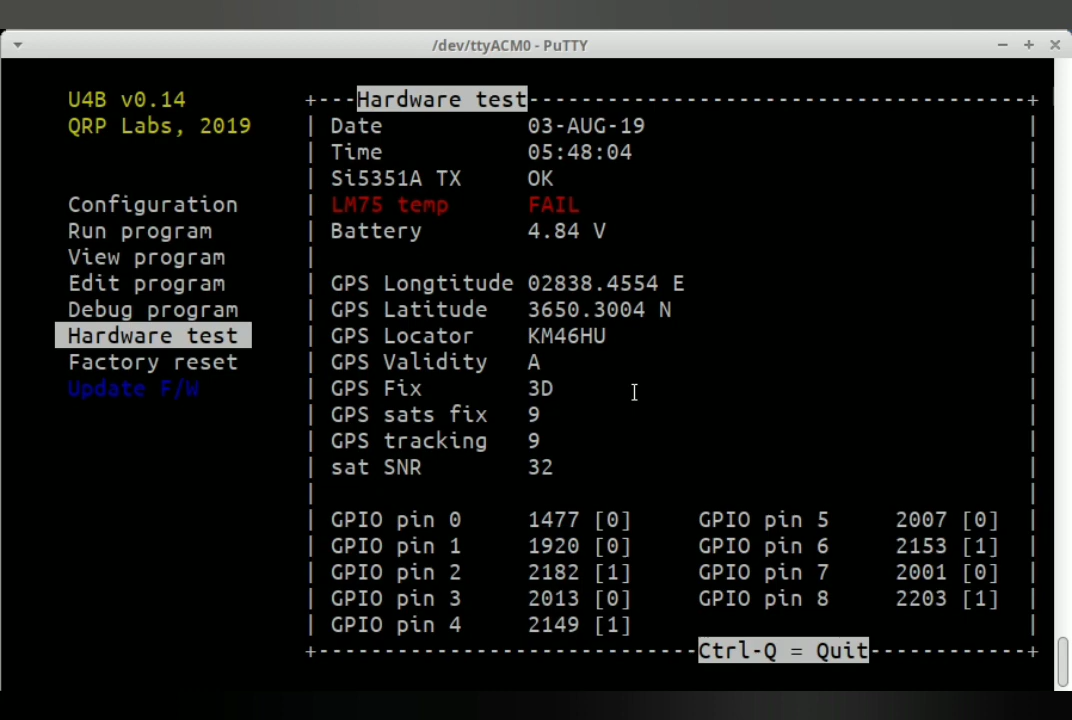 /dev/ttyACM0 - PuTTY
U4B v0.14
QRP Labs, 2019
Configuration
Run program
View program
Edit program
Debug program
Hardware test
Factory reset
Update F/W
Hardware test
Date 03-AUG-19
Time 05:48:04
Si5351A TX OK
LM75 temp FAIL
Battery 4.84 V
GPS Longtitude 02838.4554 E
GPS Latitude 3650.3004 N
GPS Locator KM46HU
GPS Validity A
GPS Fix 3D
GPS sats fix 9
GPS tracking 9
sat SNR 32
GPIO pin 0 1477 [0] GPIO pin 5 2007 [0]
GPIO pin 1 1920 [0] GPIO pin 6 2153 [1]
GPIO pin 2 2182 [1] GPIO pin 7 2001 [0]
GPIO pin 3 2013 [0] GPIO pin 8 2203 [1]
GPIO pin 4 2149 [1]
Ctrl-Q = Quit